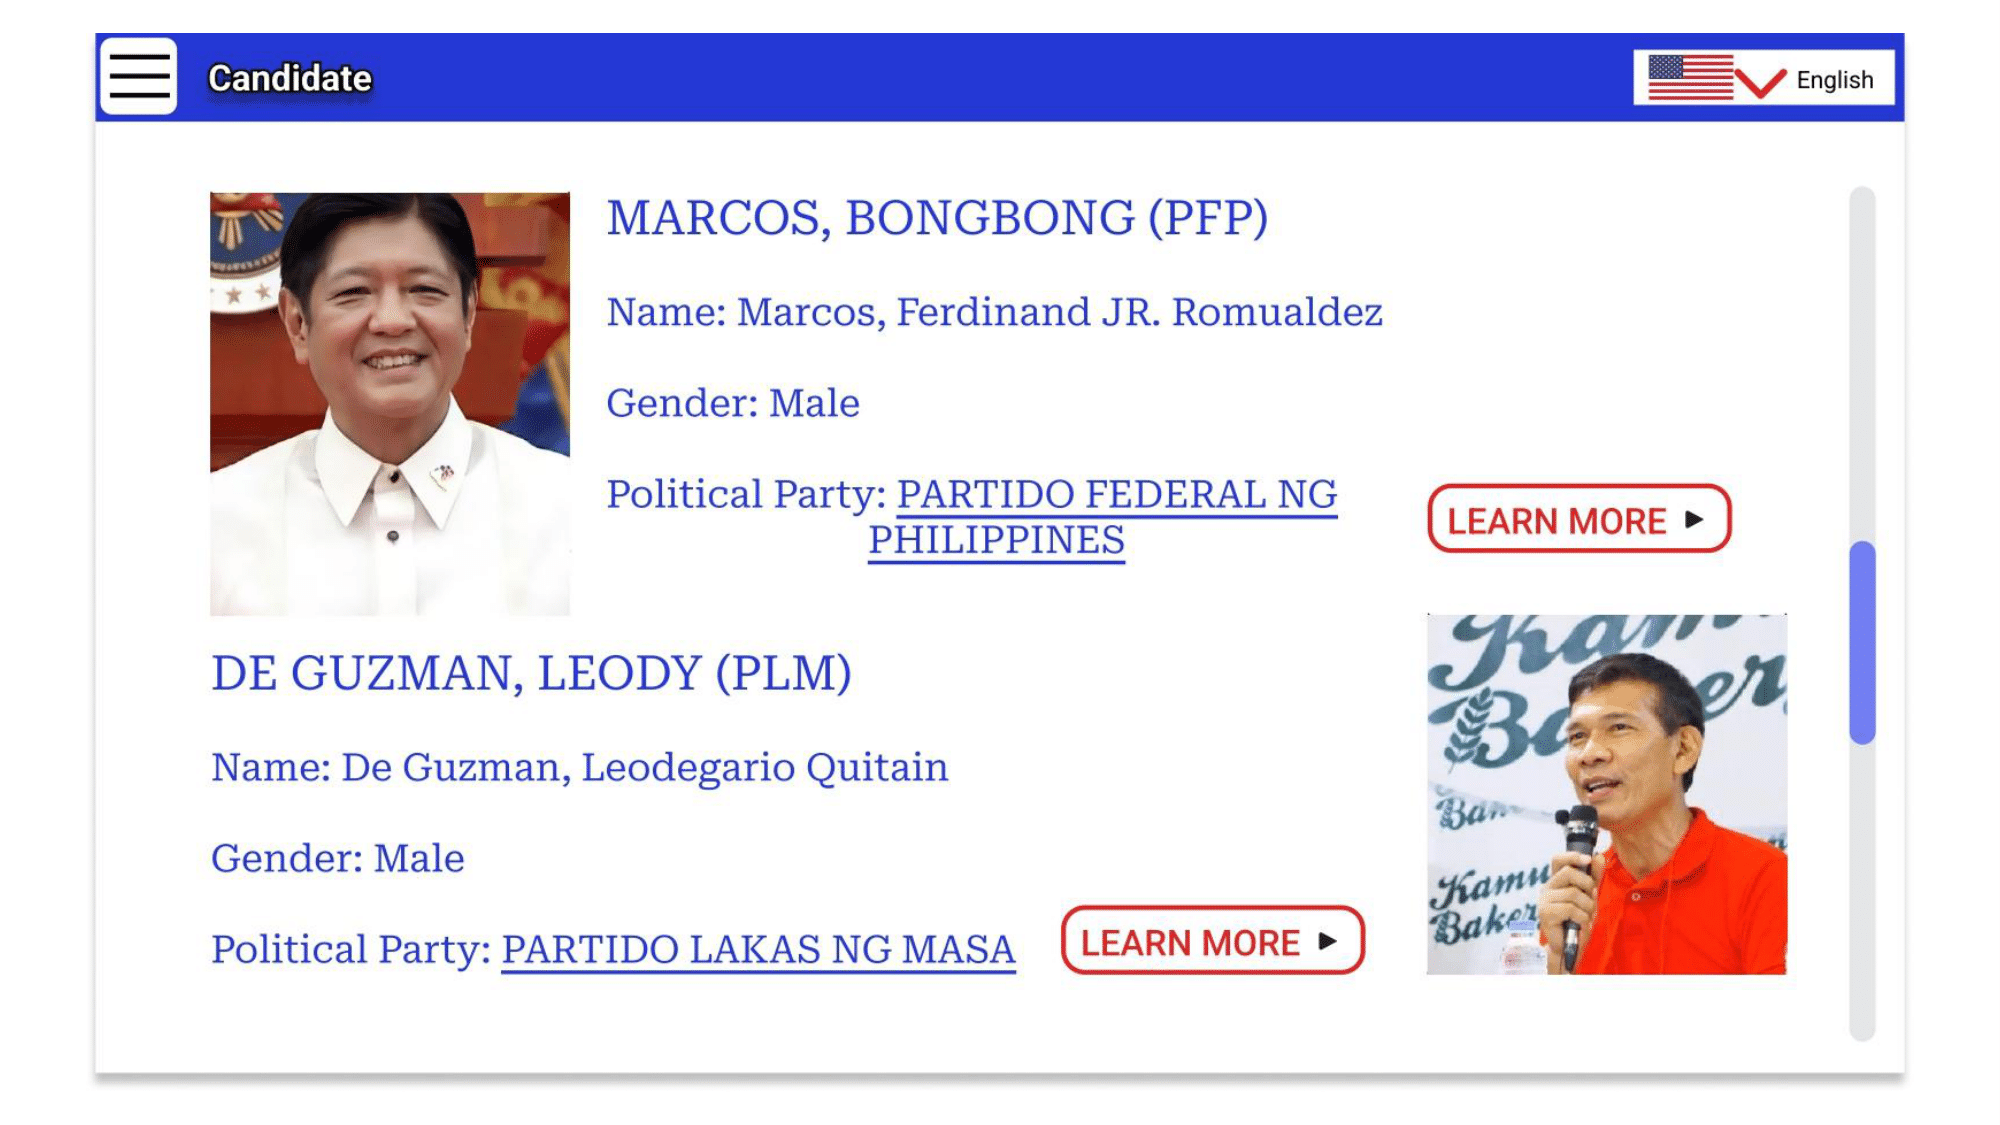 Candidate
English
MARCOS, BONGBONG (PFP)
Name: Marcos, Ferdinand JR. Romualdez
Gender: Male
Political Party: PARTIDO FEDERAL NG
PHILIPPINES
LEARN MORE
DE GUZMAN, LEODY (PLM)
Name: De Guzman, Leodegario Quitain
Gender: Male
Political Party: PARTIDO LAKAS NG MASA
LEARN MORE